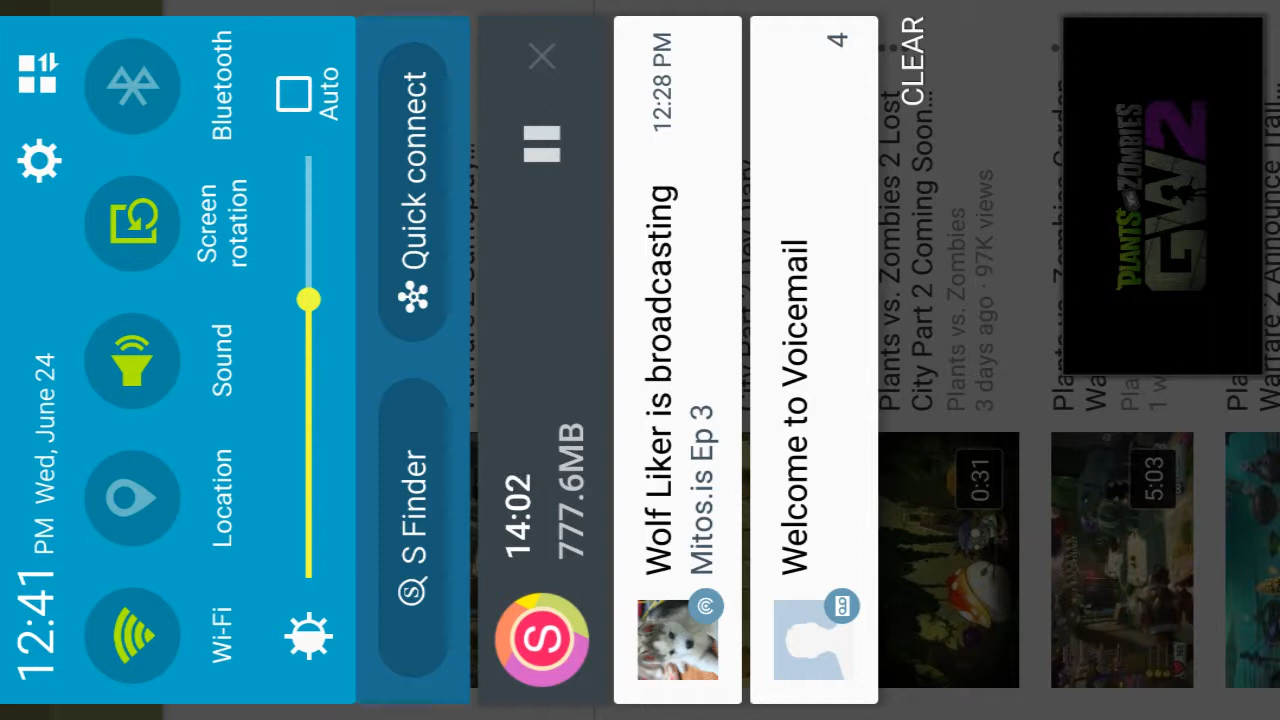 12:41 PM Wed, June 24
Wi-Fi
Location
Sound
Screen
rotation
Bluetooth
Auto
S Finder
Quick connect
14:02
777.6MB
Wolf Liker is broadcasting
12:28 PM
Mitos.is Ep 3
Welcome to Voicemail
4
CLEAR
Plants vs. Zombies 2 Lost
City Part 2 Coming Soon...
Plants vs. Zombies
3 days ago · 97K views
0:31
5:03
PLANTS VS ZOMBIES
GW2